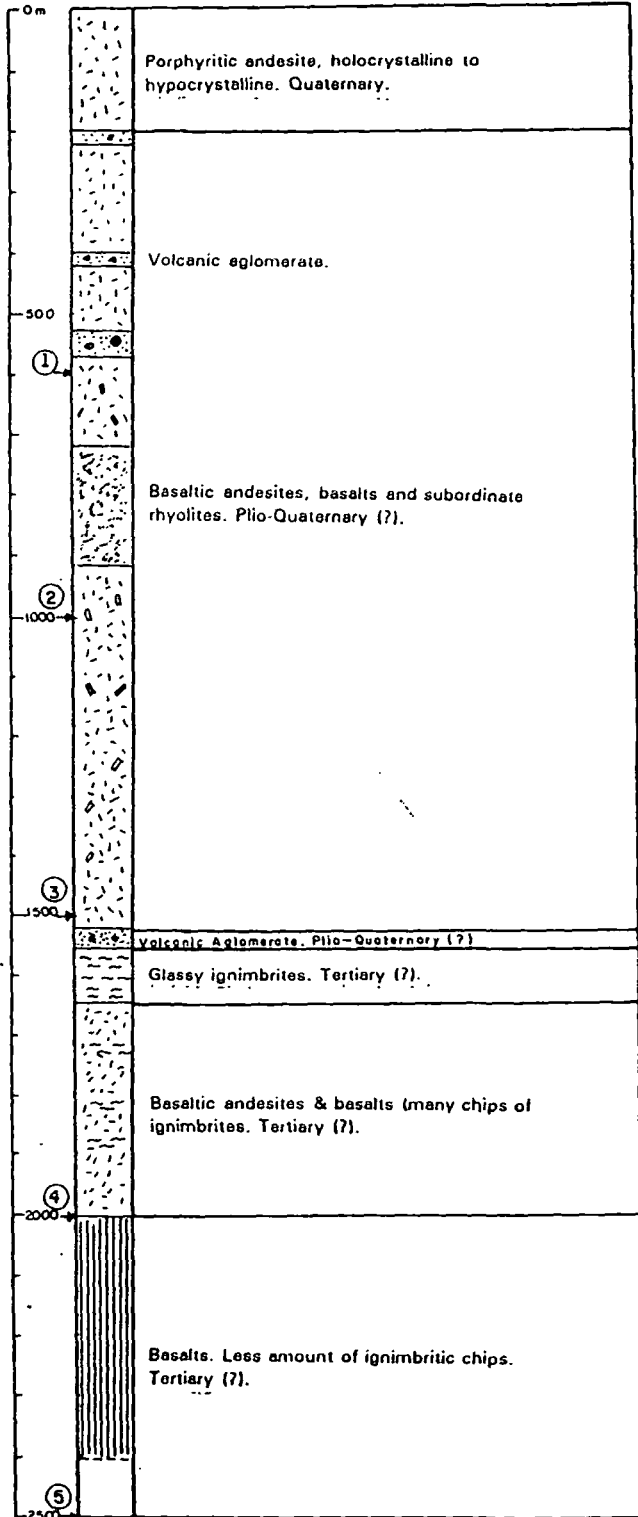 0m
Porphyritic andesite, holocrystalline to
hypocrystalline. Quaternary.
Volcanic aglomerate.
500
1
Basaltic andesites, basalts and subordinate
rhyolites. Plio-Quaternary (?).
2
1000
3
1500
Volcanic Aglomerate. Plio-Quaternary (?)
Glassy ignimbrites. Tertiary (?).
Basaltic andesites & basalts (many chips of
ignimbrites. Tertiary (?).
4
2000
Basalts. Less amount of ignimbritic chips.
Tertiary (?).
5
2500